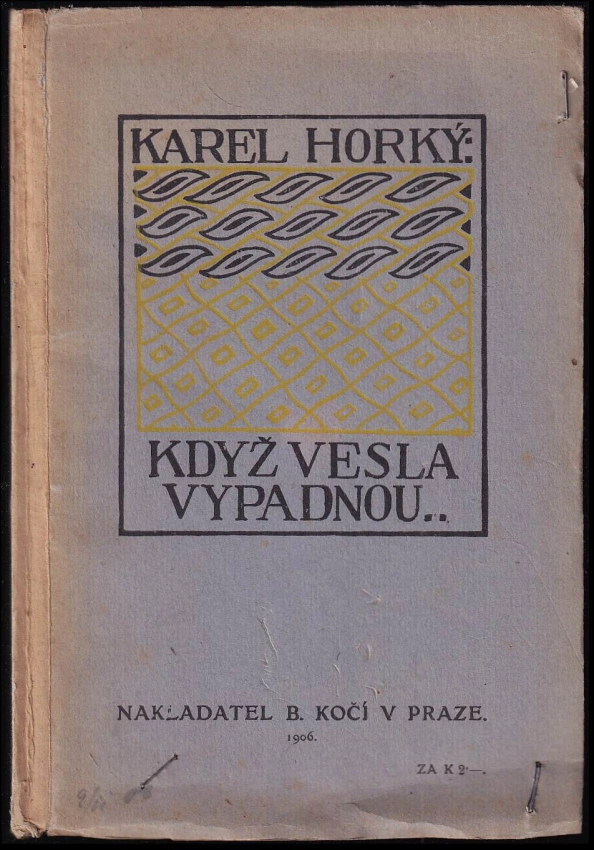 KAREL HORKÝ:
KDYŽ VESLA
VYPADNOU..
NAKLADATEL B. KOČÍ V PRAZE.
1906.
ZA K 2—.